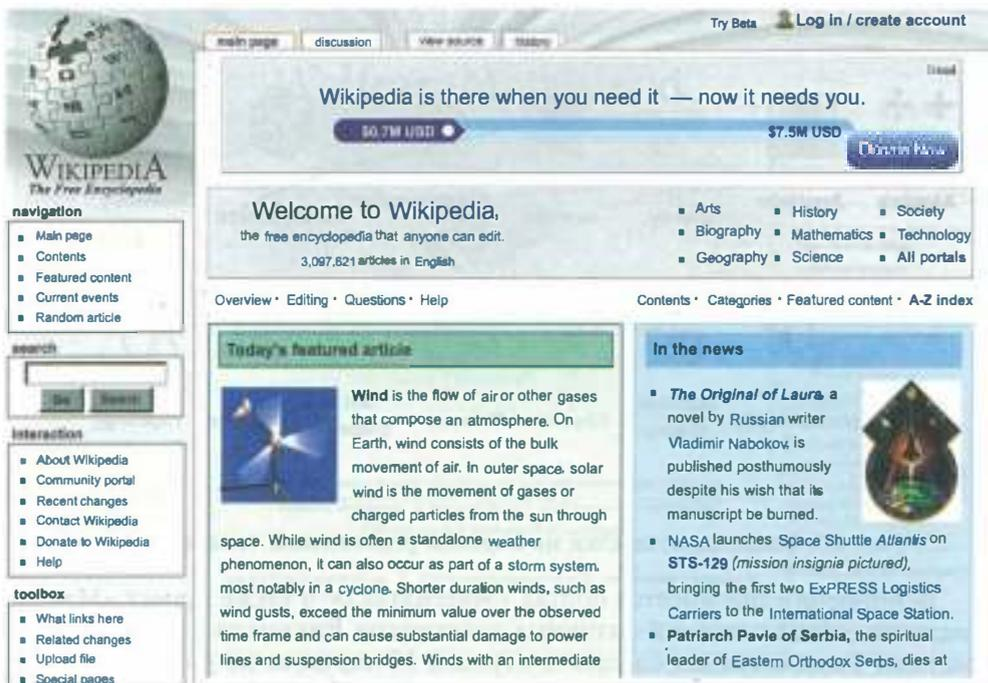 Try Beta Log in / create account
main page discussion view source history
Wikipedia is there when you need it — now it needs you.
$0.7M USD $7.5M USD
Donate Now
WIKIPEDIA
The Free Encyclopedia
navigation
Main page
Contents
Featured content
Current events
Random article
search
Go Search
interaction
About Wikipedia
Community portal
Recent changes
Contact Wikipedia
Donate to Wikipedia
Help
toolbox
What links here
Related changes
Upload file
Special pages
Welcome to Wikipedia,
the free encyclopedia that anyone can edit.
3,097,621 articles in English
Arts History Society
Biography Mathematics Technology
Geography Science All portals
Overview · Editing · Questions · Help
Contents · Categories · Featured content · A-Z index
Today's featured article
Wind is the flow of air or other gases
that compose an atmosphere. On
Earth, wind consists of the bulk
movement of air. In outer space, solar
wind is the movement of gases or
charged particles from the sun through
space. While wind is often a standalone weather
phenomenon, it can also occur as part of a storm system,
most notably in a cyclone. Shorter duration winds, such as
wind gusts, exceed the minimum value over the observed
time frame and can cause substantial damage to power
lines and suspension bridges. Winds with an intermediate
In the news
The Original of Laura, a
novel by Russian writer
Vladimir Nabokov, is
published posthumously
despite his wish that its
manuscript be burned.
NASA launches Space Shuttle Atlantis on
STS-129 (mission insignia pictured),
bringing the first two ExPRESS Logistics
Carriers to the International Space Station.
Patriarch Pavle of Serbia, the spiritual
leader of Eastern Orthodox Serbs, dies at